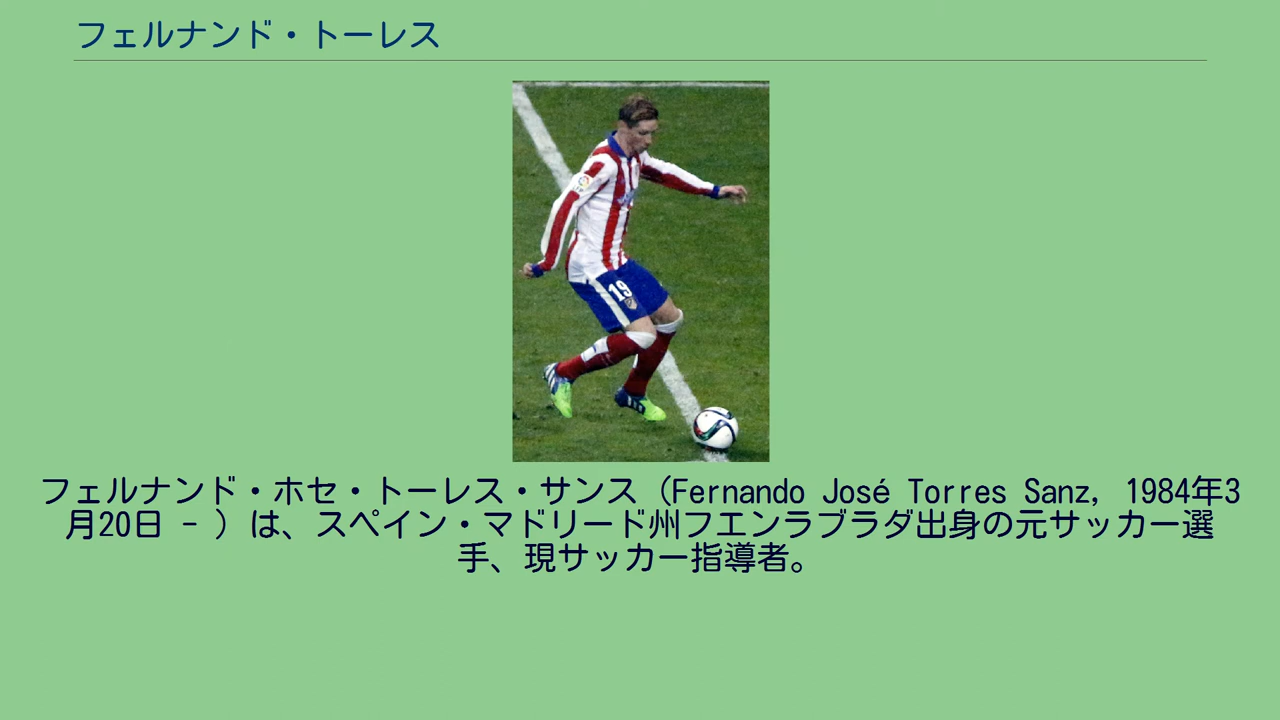 フェルナンド・トーレス
19
フェルナンド・ホセ・トーレス・サンス（Fernando José Torres Sanz, 1984年3
月20日 - ）は、スペイン・マドリード州フエンラブラダ出身の元サッカー選
手、現サッカー指導者。